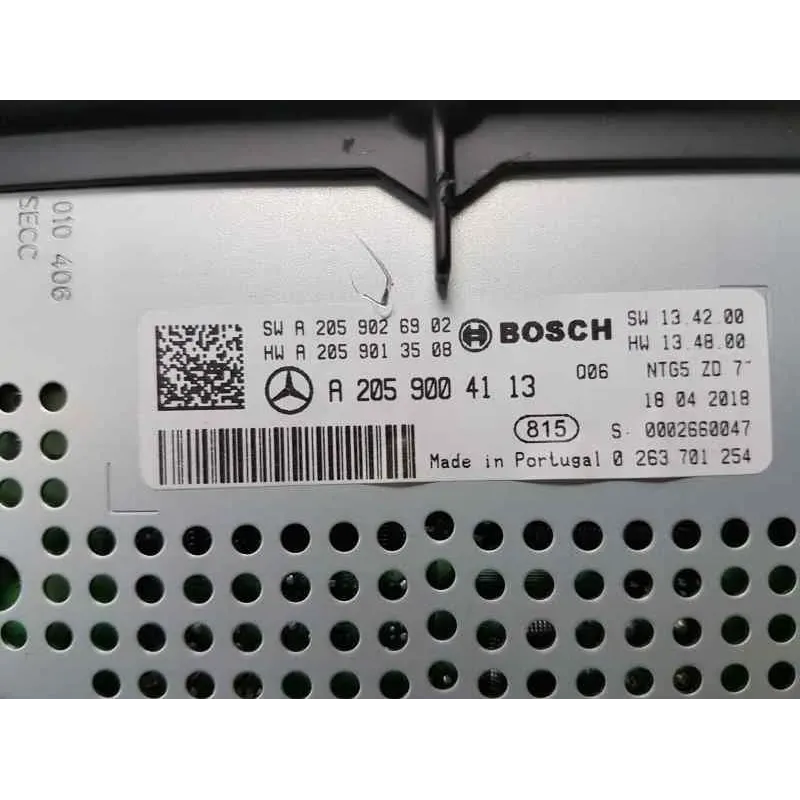 010 406
SECC
SW A 205 902 69 02
HW A 205 901 35 08
BOSCH
SW 13.42.00
HW 13.48.00
A 205 900 41 13
Q06
NTG5 ZD 7"
18 04 2018
815
S. 0002660047
Made in Portugal 0 263 701 254